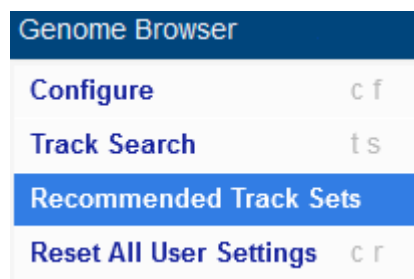 Genome Browser
Configure c f
Track Search t s
Recommended Track Sets
Reset All User Settings c r